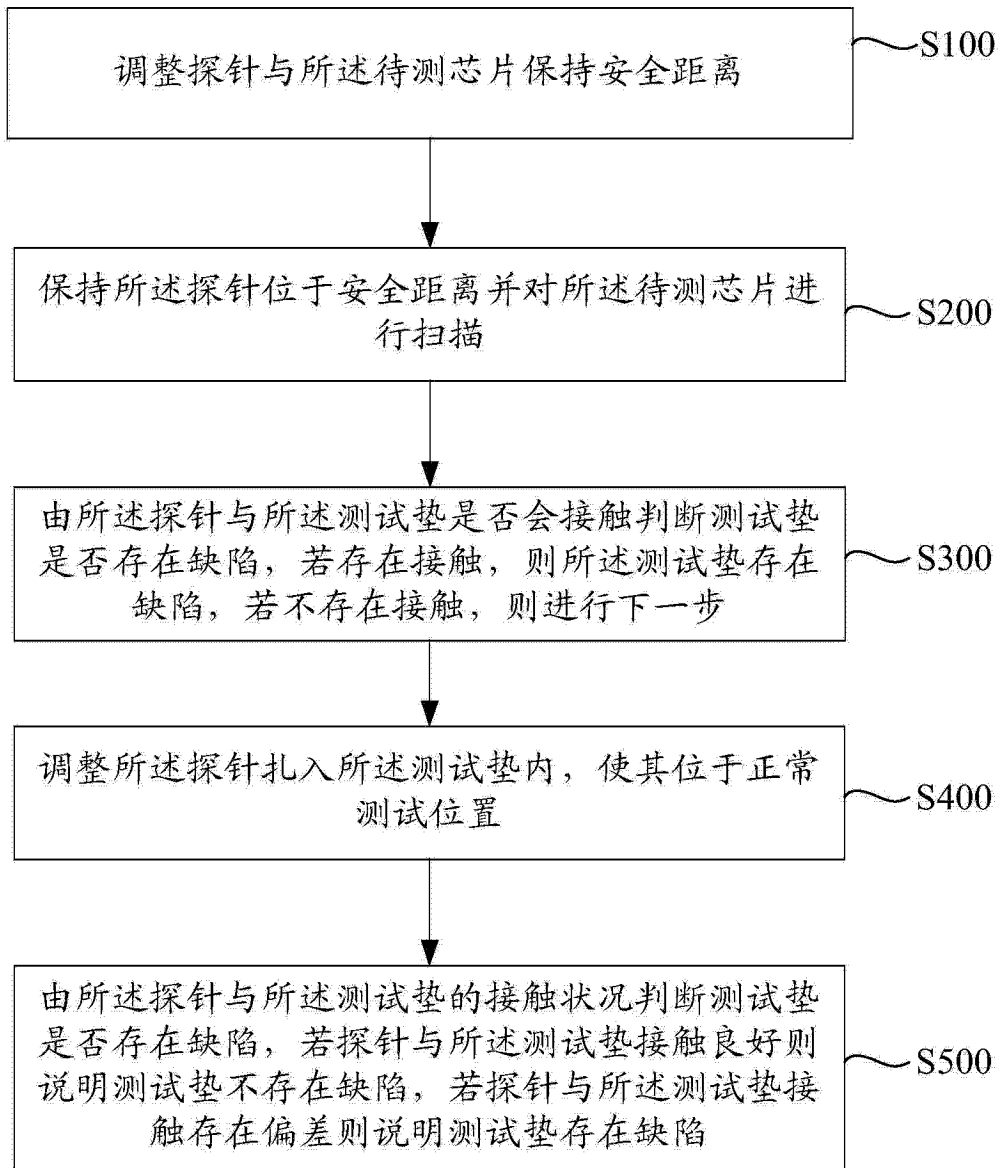 调整探针与所述待测芯片保持安全距离
S100
保持所述探针位于安全距离并对所述待测芯片进
行扫描
S200
由所述探针与所述测试垫是否会接触判断测试垫
是否存在缺陷，若存在接触，则所述测试垫存在
缺陷，若不存在接触，则进行下一步
S300
调整所述探针扎入所述测试垫内，使其位于正常
测试位置
S400
由所述探针与所述测试垫的接触状况判断测试垫
是否存在缺陷，若探针与所述测试垫接触良好则
说明测试垫不存在缺陷，若探针与所述测试垫接
触存在偏差则说明测试垫存在缺陷
S500